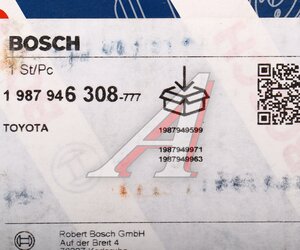 BOSCH
1 St/Pc
1 987 946 308-777
TOYOTA
1987949599
1987949971
1987949963
Robert Bosch GmbH
Auf der Breit 4